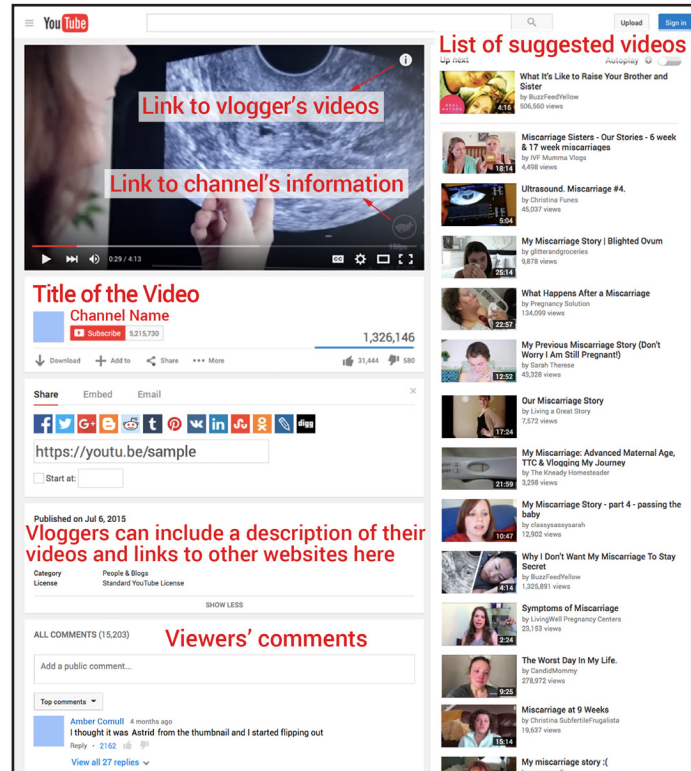 You Tube
Upload
Sign in
Link to vlogger's videos
Link to channel's information
0:29 / 4:13
CC
Title of the Video
Channel Name
Subscribe 5,215,730
1,326,146
Download Add to Share More
31,444 580
Share Embed Email
digg
https://youtu.be/sample
Start at:
Published on Jul 6, 2015
Vloggers can include a description of their
videos and links to other websites here
Category People & Blogs
License Standard YouTube License
SHOW LESS
ALL COMMENTS (15,203)
Viewers' comments
Add a public comment...
Top comments
Amber Comull 4 months ago
I thought it was Astrid from the thumbnail and I started flipping out
Reply • 2162
View all 27 replies
List of suggested videos
Up next
Autoplay
What It's Like to Raise Your Brother and
Sister
by BuzzFeedYellow
506,560 views
4:16
Miscarriage Sisters - Our Stories - 6 week
& 17 week miscarriages
by IVF Mumma Vlogs
4,498 views
18:14
Ultrasound. Miscarriage #4.
by Christina Funes
45,037 views
5:04
My Miscarriage Story | Blighted Ovum
by glitterandgroceries
9,878 views
25:14
What Happens After a Miscarriage
by Pregnancy Solution
134,099 views
22:57
My Previous Miscarriage Story (Don't
Worry I Am Still Pregnant!)
by Sarah Therese
43,328 views
12:52
Our Miscarriage Story
by Living a Great Story
7,572 views
17:24
My Miscarriage: Advanced Maternal Age,
TTC & Vlogging My Journey
by The Kneady Homesteader
3,298 views
21:59
My Miscarriage Story - part 4 - passing the
baby
by classysassysarah
12,902 views
10:47
Why I Don't Want My Miscarriage To Stay
Secret
by BuzzFeedYellow
1,325,891 views
4:14
Symptoms of Miscarriage
by LivingWell Pregnancy Centers
23,153 views
2:24
The Worst Day In My Life.
by CandidMommy
278,972 views
9:25
Miscarriage at 9 Weeks
by Christina SubfertileFrugalista
19,637 views
15:14
My miscarriage story :(